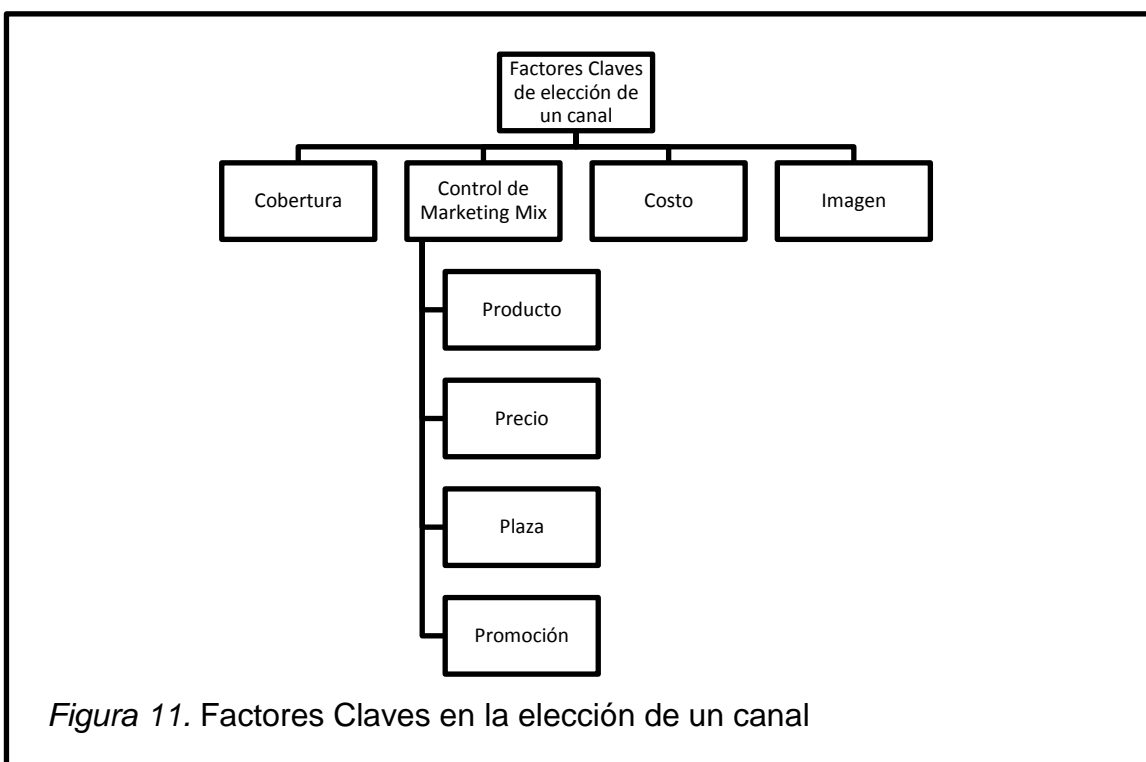 Factores Claves
de elección de
un canal
Cobertura
Control de
Marketing Mix
Costo
Imagen
Producto
Precio
Plaza
Promoción
Figura 11. Factores Claves en la elección de un canal